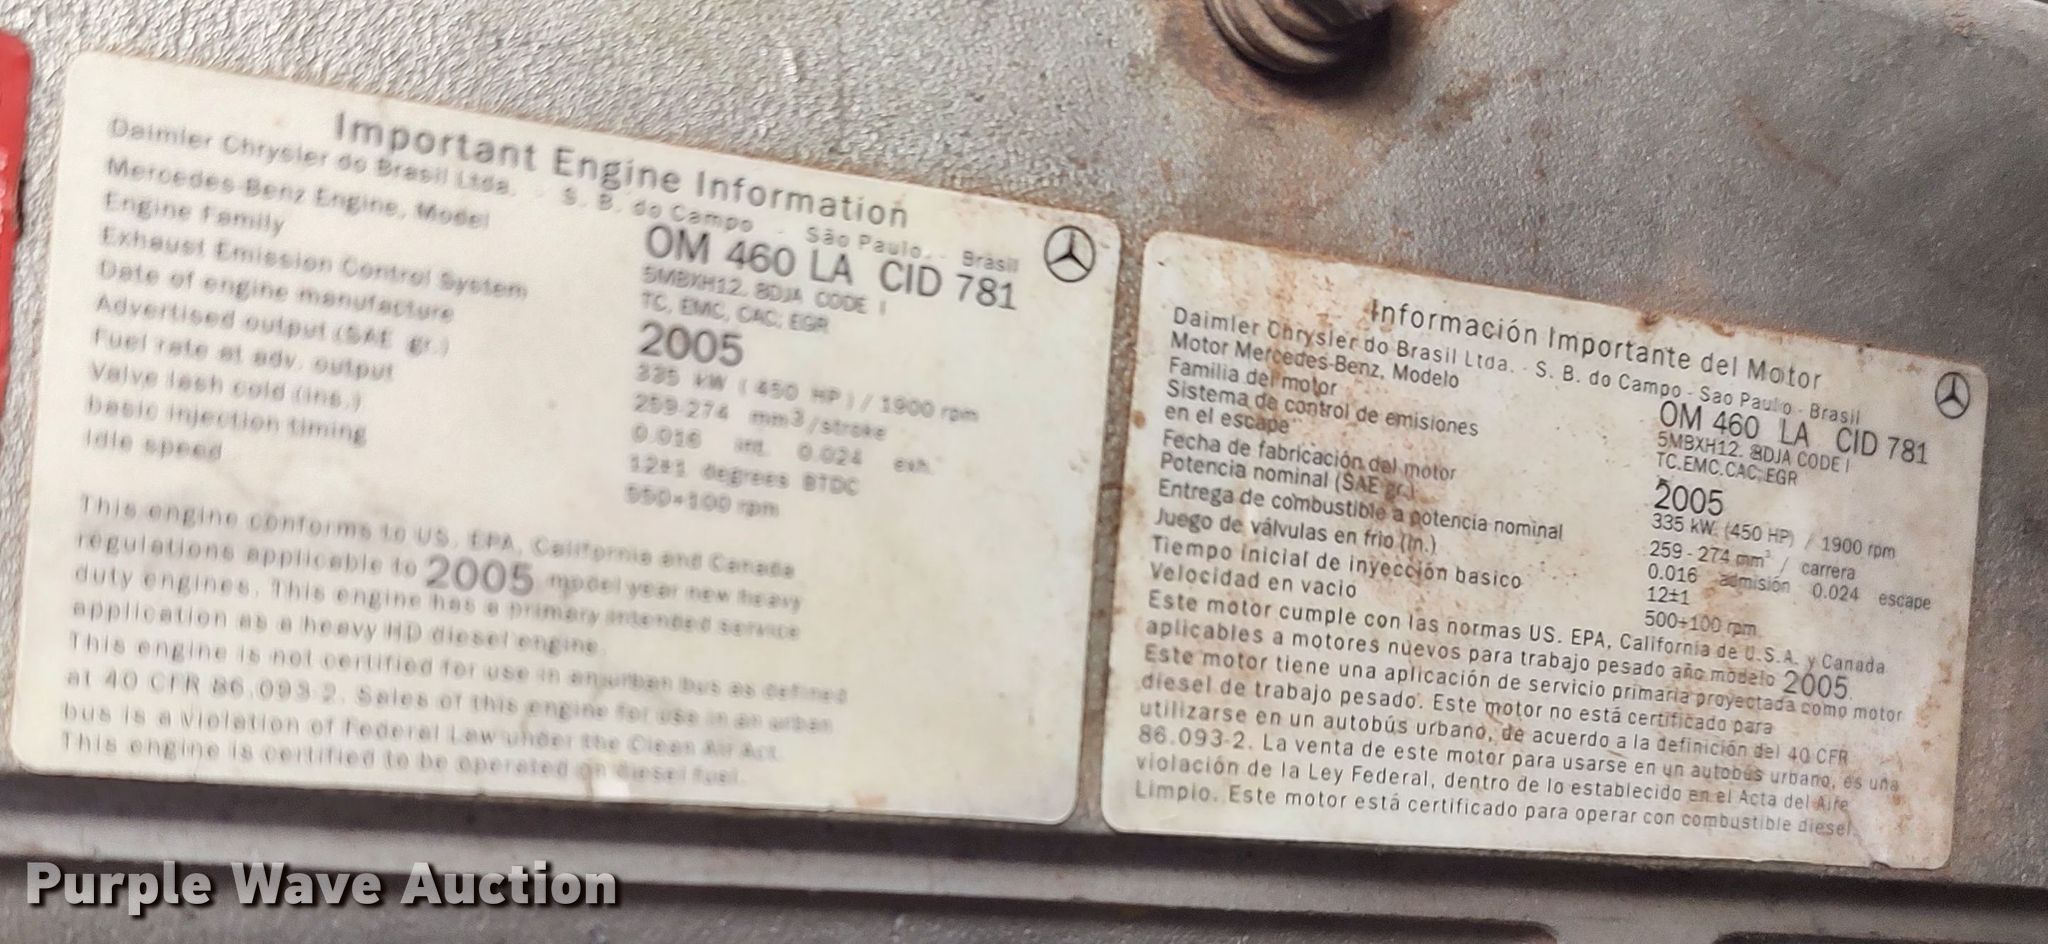 Important Engine Information
Daimler Chrysler do Brasil Ltda. - S. B. do Campo - São Paulo. - Brasil
Mercedes-Benz Engine, Model OM 460 LA CID 781
Engine Family 5MBXH12. 8DJA CODE I
Exhaust Emission Control System TC, EMC, CAC, EGR
Date of engine manufacture 2005
Advertised output (SAE gr.) 335 kW (450 HP) / 1900 rpm
Fuel rate at adv. output 259-274 mm3/stroke
Valve lash cold (ins.) 0.016 int. 0.024 exh.
basic injection timing 12±1 degrees BTDC
Idle speed 550+100 rpm
This engine conforms to US. EPA, California and Canada
regulations applicable to 2005 model year new heavy
duty engines. This engine has a primary intended service
application as a heavy HD diesel engine.
This engine is not certified for use in an urban bus as defined
at 40 CFR 86.093-2. Sales of this engine for use in an urban
bus is a violation of Federal Law under the Clean Air Act.
This engine is certified to be operated on diesel fuel.
Información Importante del Motor
Daimler Chrysler do Brasil Ltda. - S. B. do Campo - Sao Paulo - Brasil
Motor Mercedes-Benz, Modelo OM 460 LA CID 781
Familia del motor 5MBXH12. 8DJA CODE I
Sistema de control de emisiones TC.EMC.CAC, EGR
en el escape
Fecha de fabricación del motor 2005
Potencia nominal (SAE gr.) 335 kW. (450 HP) / 1900 rpm
Entrega de combustible a potencia nominal 259 - 274 mm³ / carrera
Juego de válvulas en frio (in.) 0.016 admisión 0.024 escape
Tiempo inicial de inyección basico 12±1
Velocidad en vacio 500+100 rpm.
Este motor cumple con las normas US. EPA, California de U.S.A. y Canada
aplicables a motores nuevos para trabajo pesado año modelo 2005.
Este motor tiene una aplicación de servicio primaria proyectada como motor
diesel de trabajo pesado. Este motor no está certificado para
utilizarse en un autobús urbano, de acuerdo a la definición del 40 CFR
86.093-2. La venta de este motor para usarse en un autobús urbano, es una
violación de la Ley Federal, dentro de lo establecido en el Acta del Aire
Limpio. Este motor está certificado para operar con combustible diesel.
Purple Wave Auction